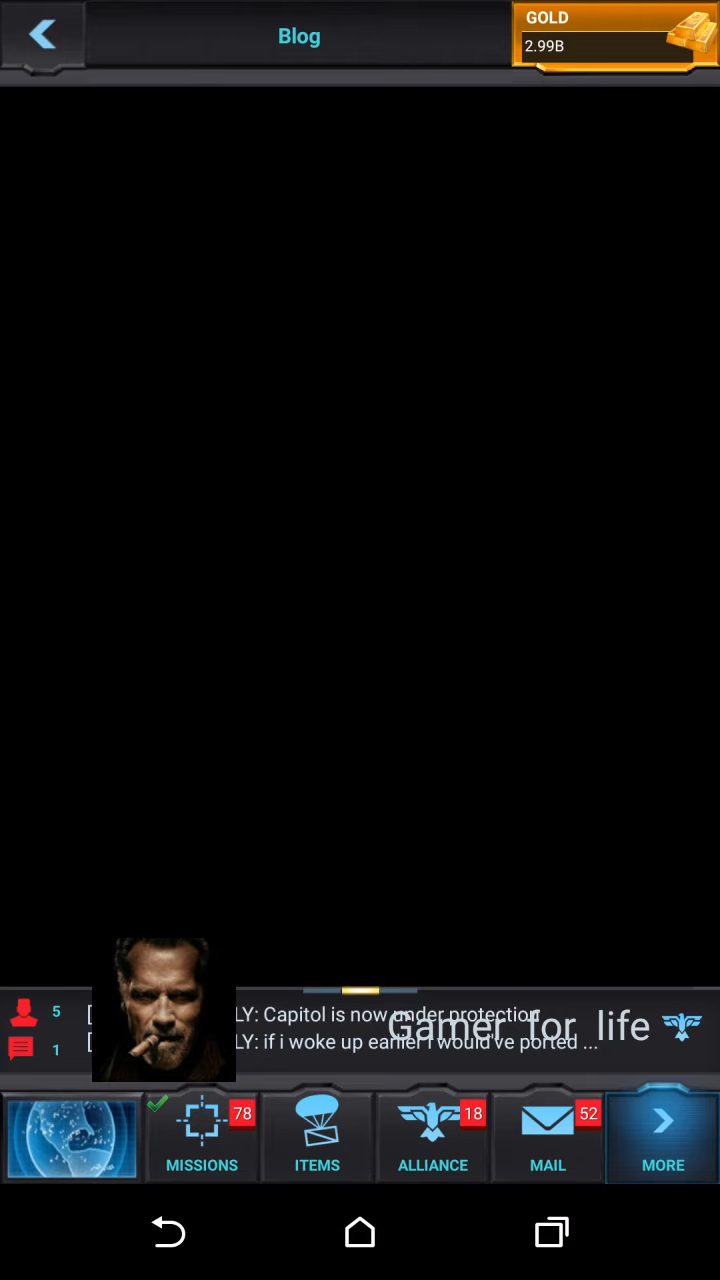 Blog
GOLD
2.99B
5
LY: Capitol is now under protection
Gamer for life
1
LY: if i woke up earlier i would've ported ...
78
18
52
MISSIONS
ITEMS
ALLIANCE
MAIL
MORE